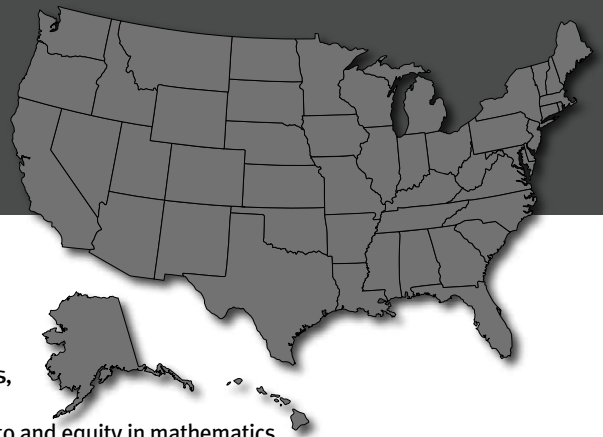 s,
to and equity in mathematics